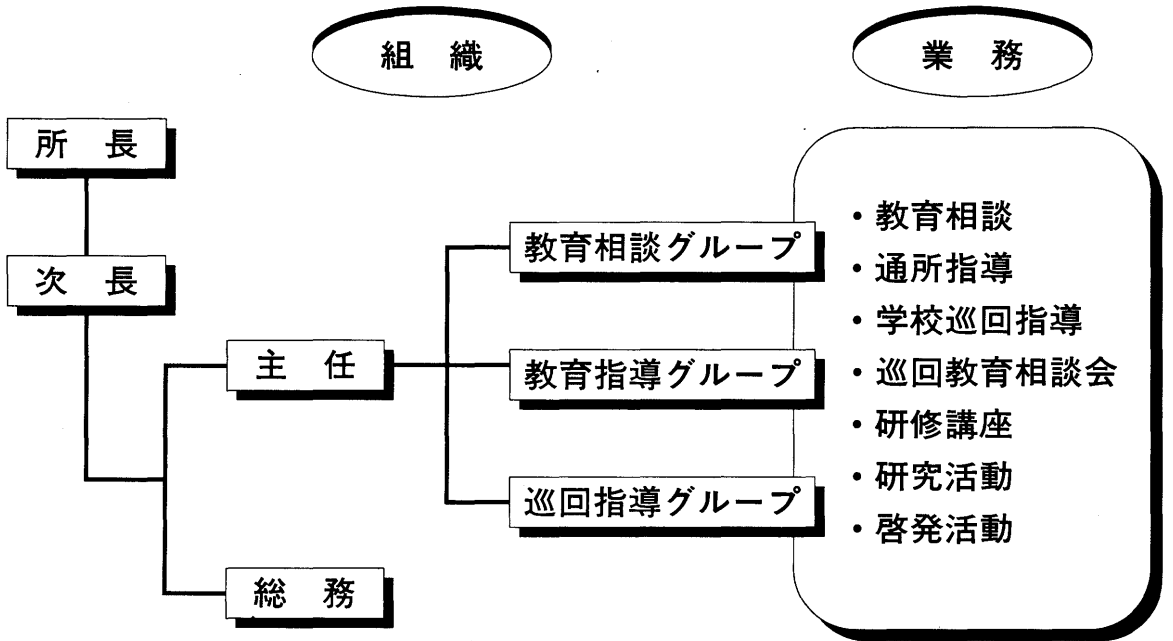 組織
業務
所長
次長
主任
総務
教育相談グループ
教育指導グループ
巡回指導グループ
・教育相談
・通所指導
・学校巡回指導
・巡回教育相談会
・研修講座
・研究活動
・啓発活動